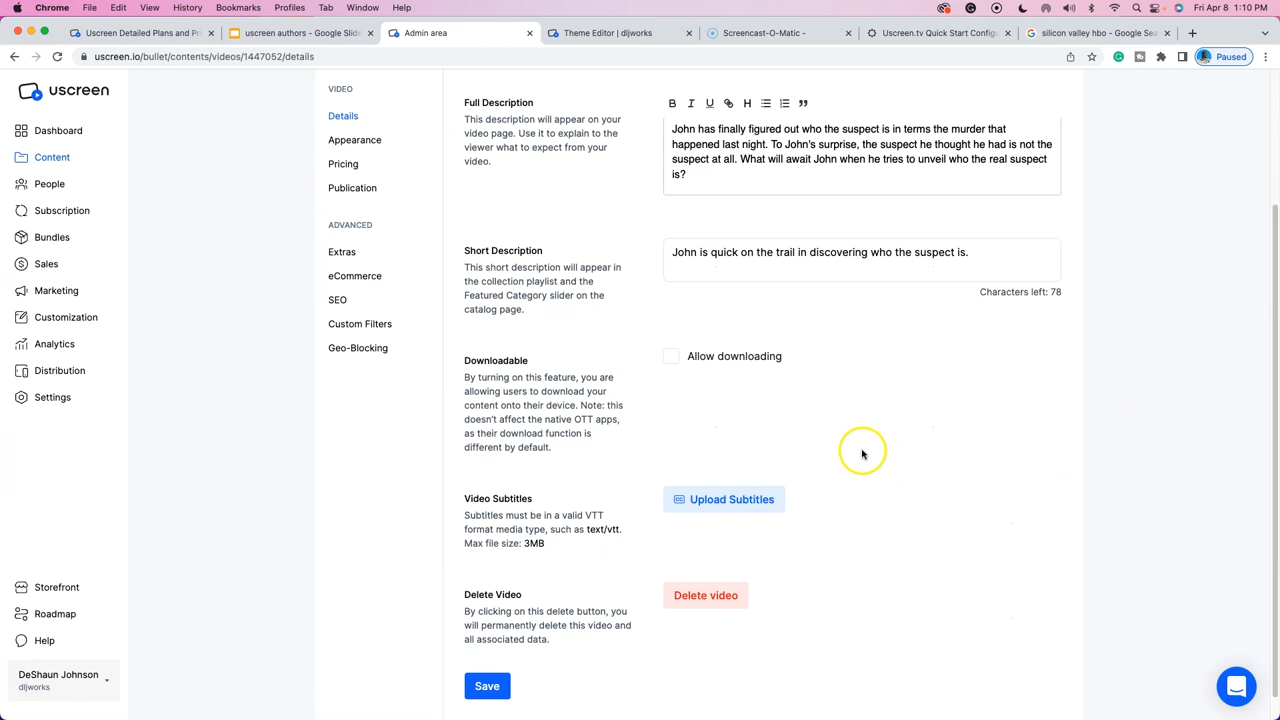 Chrome File Edit View History Bookmarks Profiles Tab Window Help Fri Apr 8 1:10 PM
Uscreen Detailed Plans and Pri uscreen authors - Google Slide Admin area Theme Editor | dljworks Screencast-O-Matic - Uscreen.tv Quick Start Config silicon valley hbo - Google Sea
uscreen.io/bullet/contents/videos/1447052/details Paused
uscreen
Dashboard
Content
People
Subscription
Bundles
Sales
Marketing
Customization
Analytics
Distribution
Settings
Storefront
Roadmap
Help
DeShaun Johnson
dljworks
VIDEO
Details
Appearance
Pricing
Publication
ADVANCED
Extras
eCommerce
SEO
Custom Filters
Geo-Blocking
Full Description
This description will appear on your
video page. Use it to explain to the
viewer what to expect from your
video.
B I U H
John has finally figured out who the suspect is in terms the murder that
happened last night. To John's surprise, the suspect he thought he had is not the
suspect at all. What will await John when he tries to unveil who the real suspect
is?
Short Description
This short description will appear in
the collection playlist and the
Featured Category slider on the
catalog page.
John is quick on the trail in discovering who the suspect is.
Characters left: 78
Downloadable
By turning on this feature, you are
allowing users to download your
content onto their device. Note: this
doesn't affect the native OTT apps,
as their download function is
different by default.
Allow downloading
Video Subtitles
Subtitles must be in a valid VTT
format media type, such as text/vtt.
Max file size: 3MB
CC Upload Subtitles
Delete Video
By clicking on this delete button, you
will permanently delete this video and
all associated data.
Delete video
Save